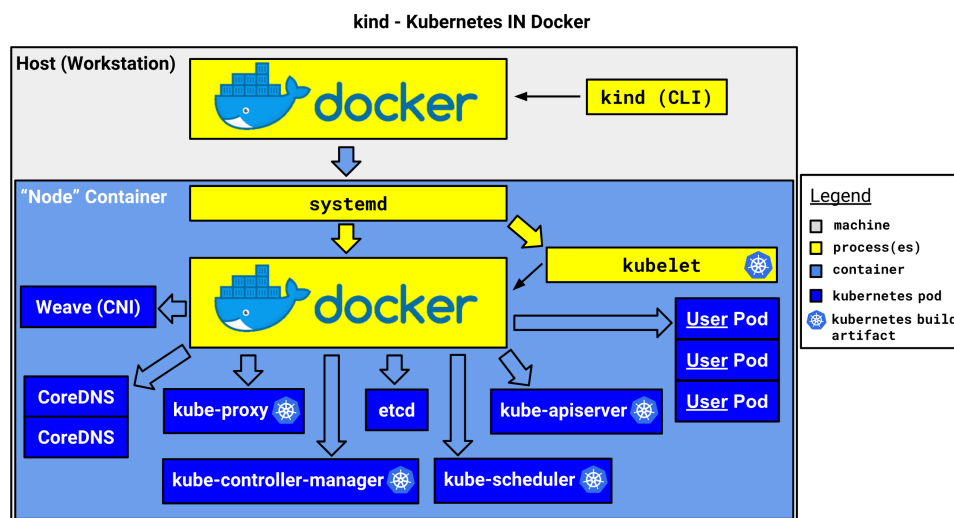 kind - Kubernetes IN Docker
Host (Workstation)
docker
kind (CLI)
“Node” Container
systemd
kubelet
docker
Weave (CNI)
User Pod
User Pod
User Pod
CoreDNS
CoreDNS
kube-proxy
etcd
kube-apiserver
kube-controller-manager
kube-scheduler
Legend
machine
process(es)
container
kubernetes pod
kubernetes build
artifact